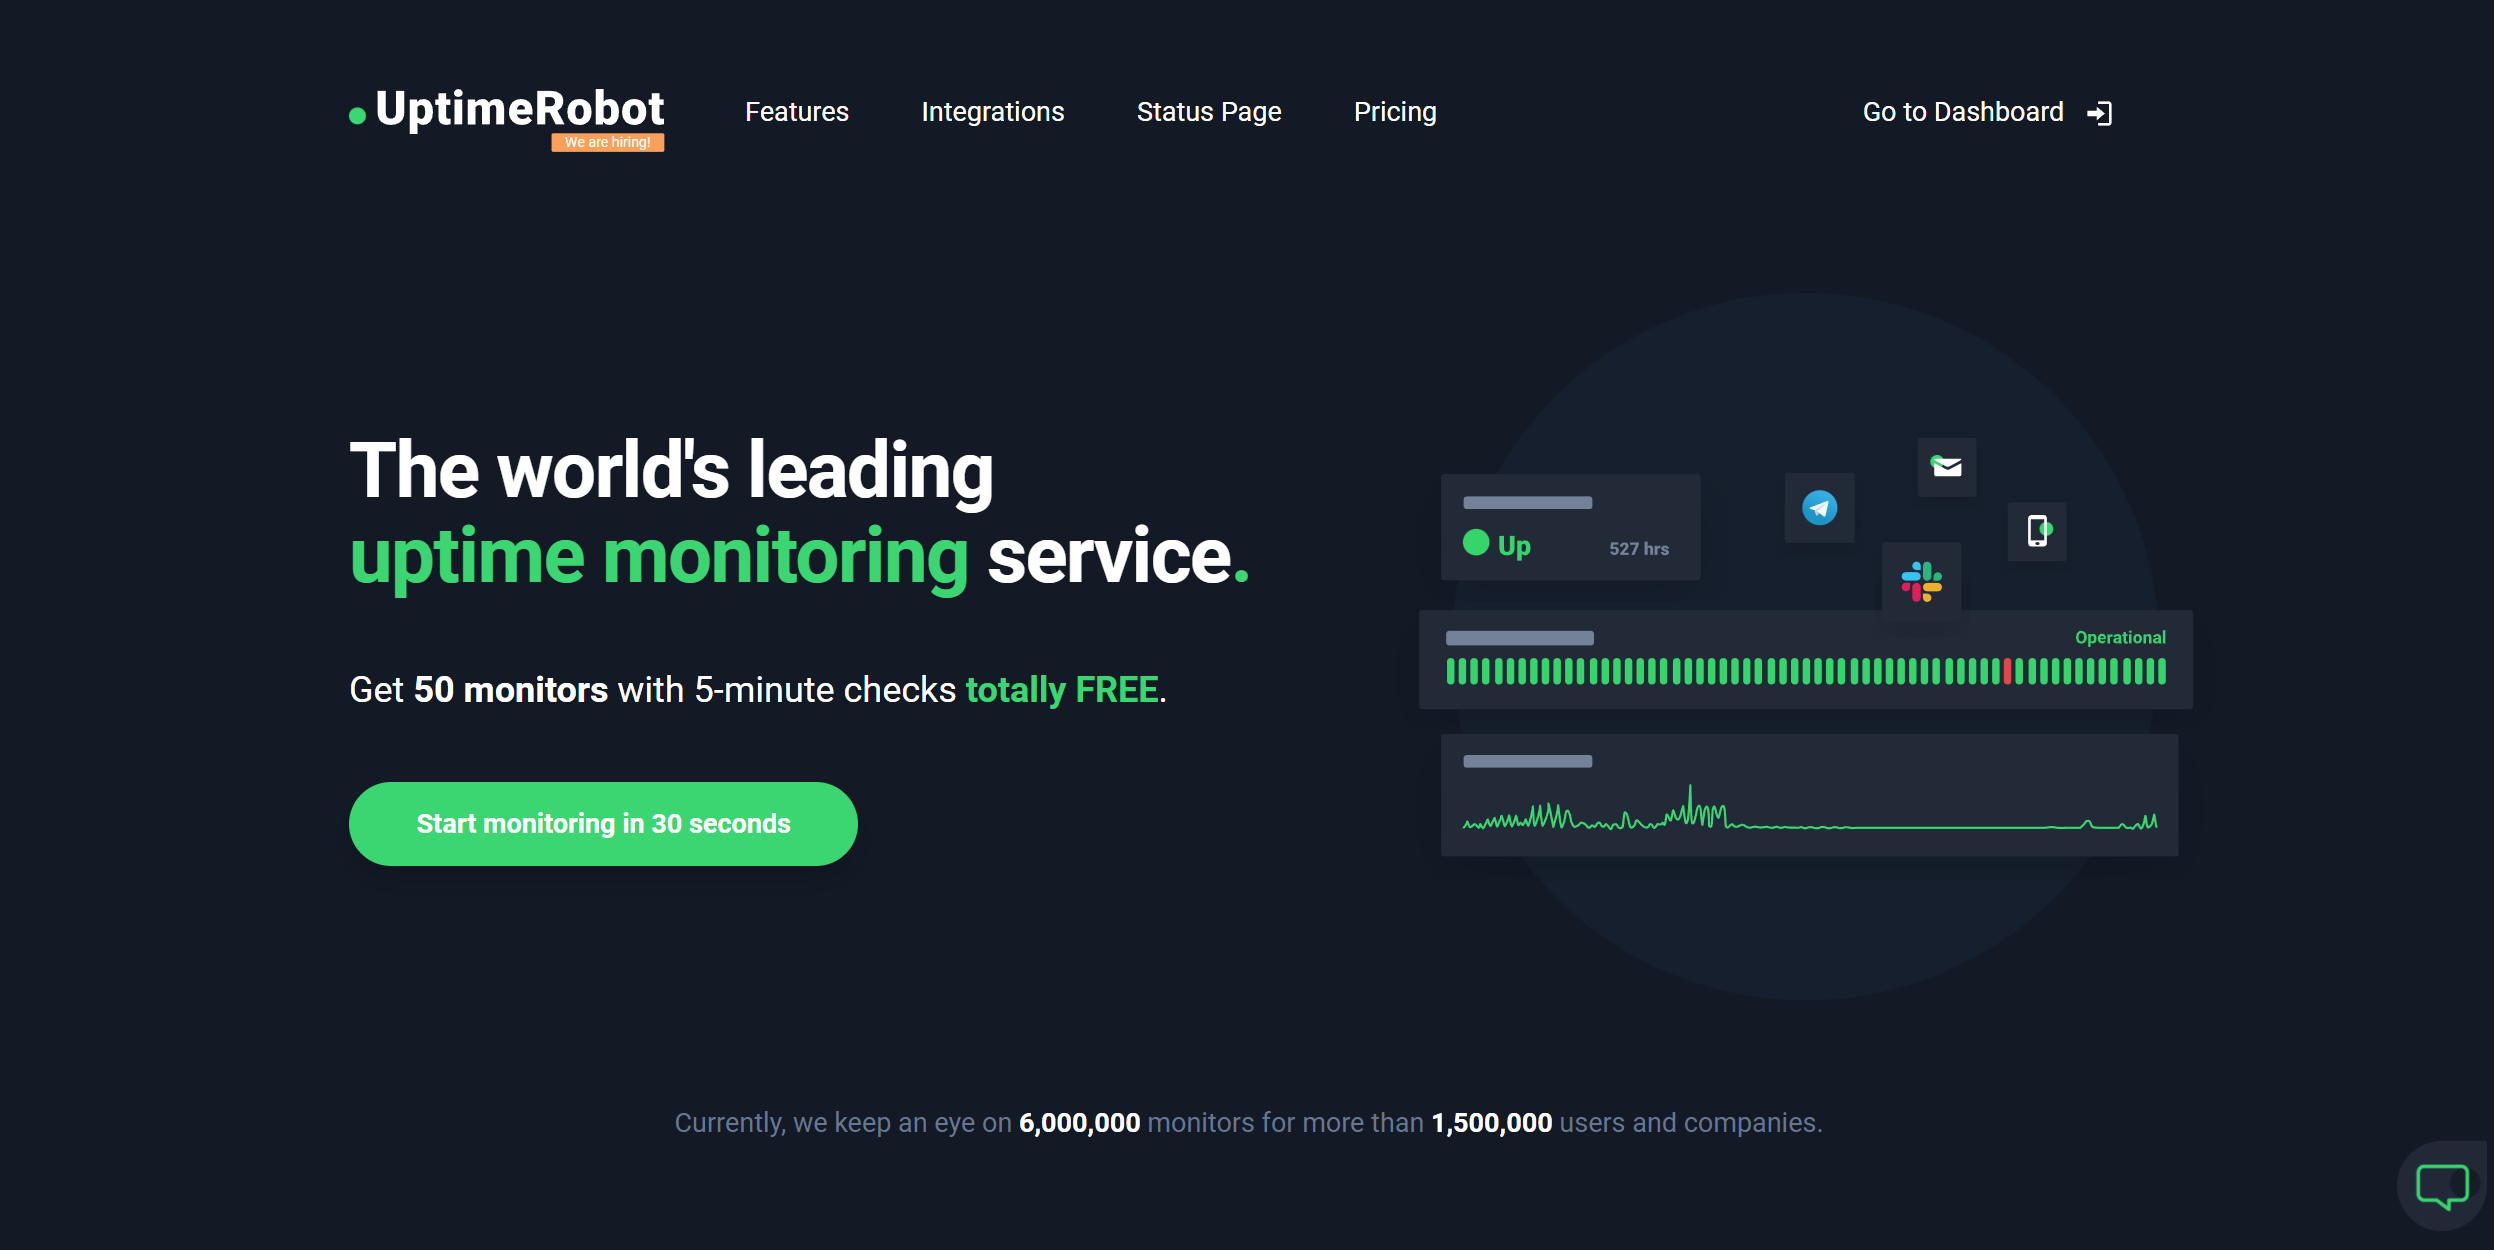 UptimeRobot
We are hiring!
Features
Integrations
Status Page
Pricing
Go to Dashboard
The world's leading
uptime monitoring service.
Get 50 monitors with 5-minute checks totally FREE.
Start monitoring in 30 seconds
Up
527 hrs
Operational
Currently, we keep an eye on 6,000,000 monitors for more than 1,500,000 users and companies.